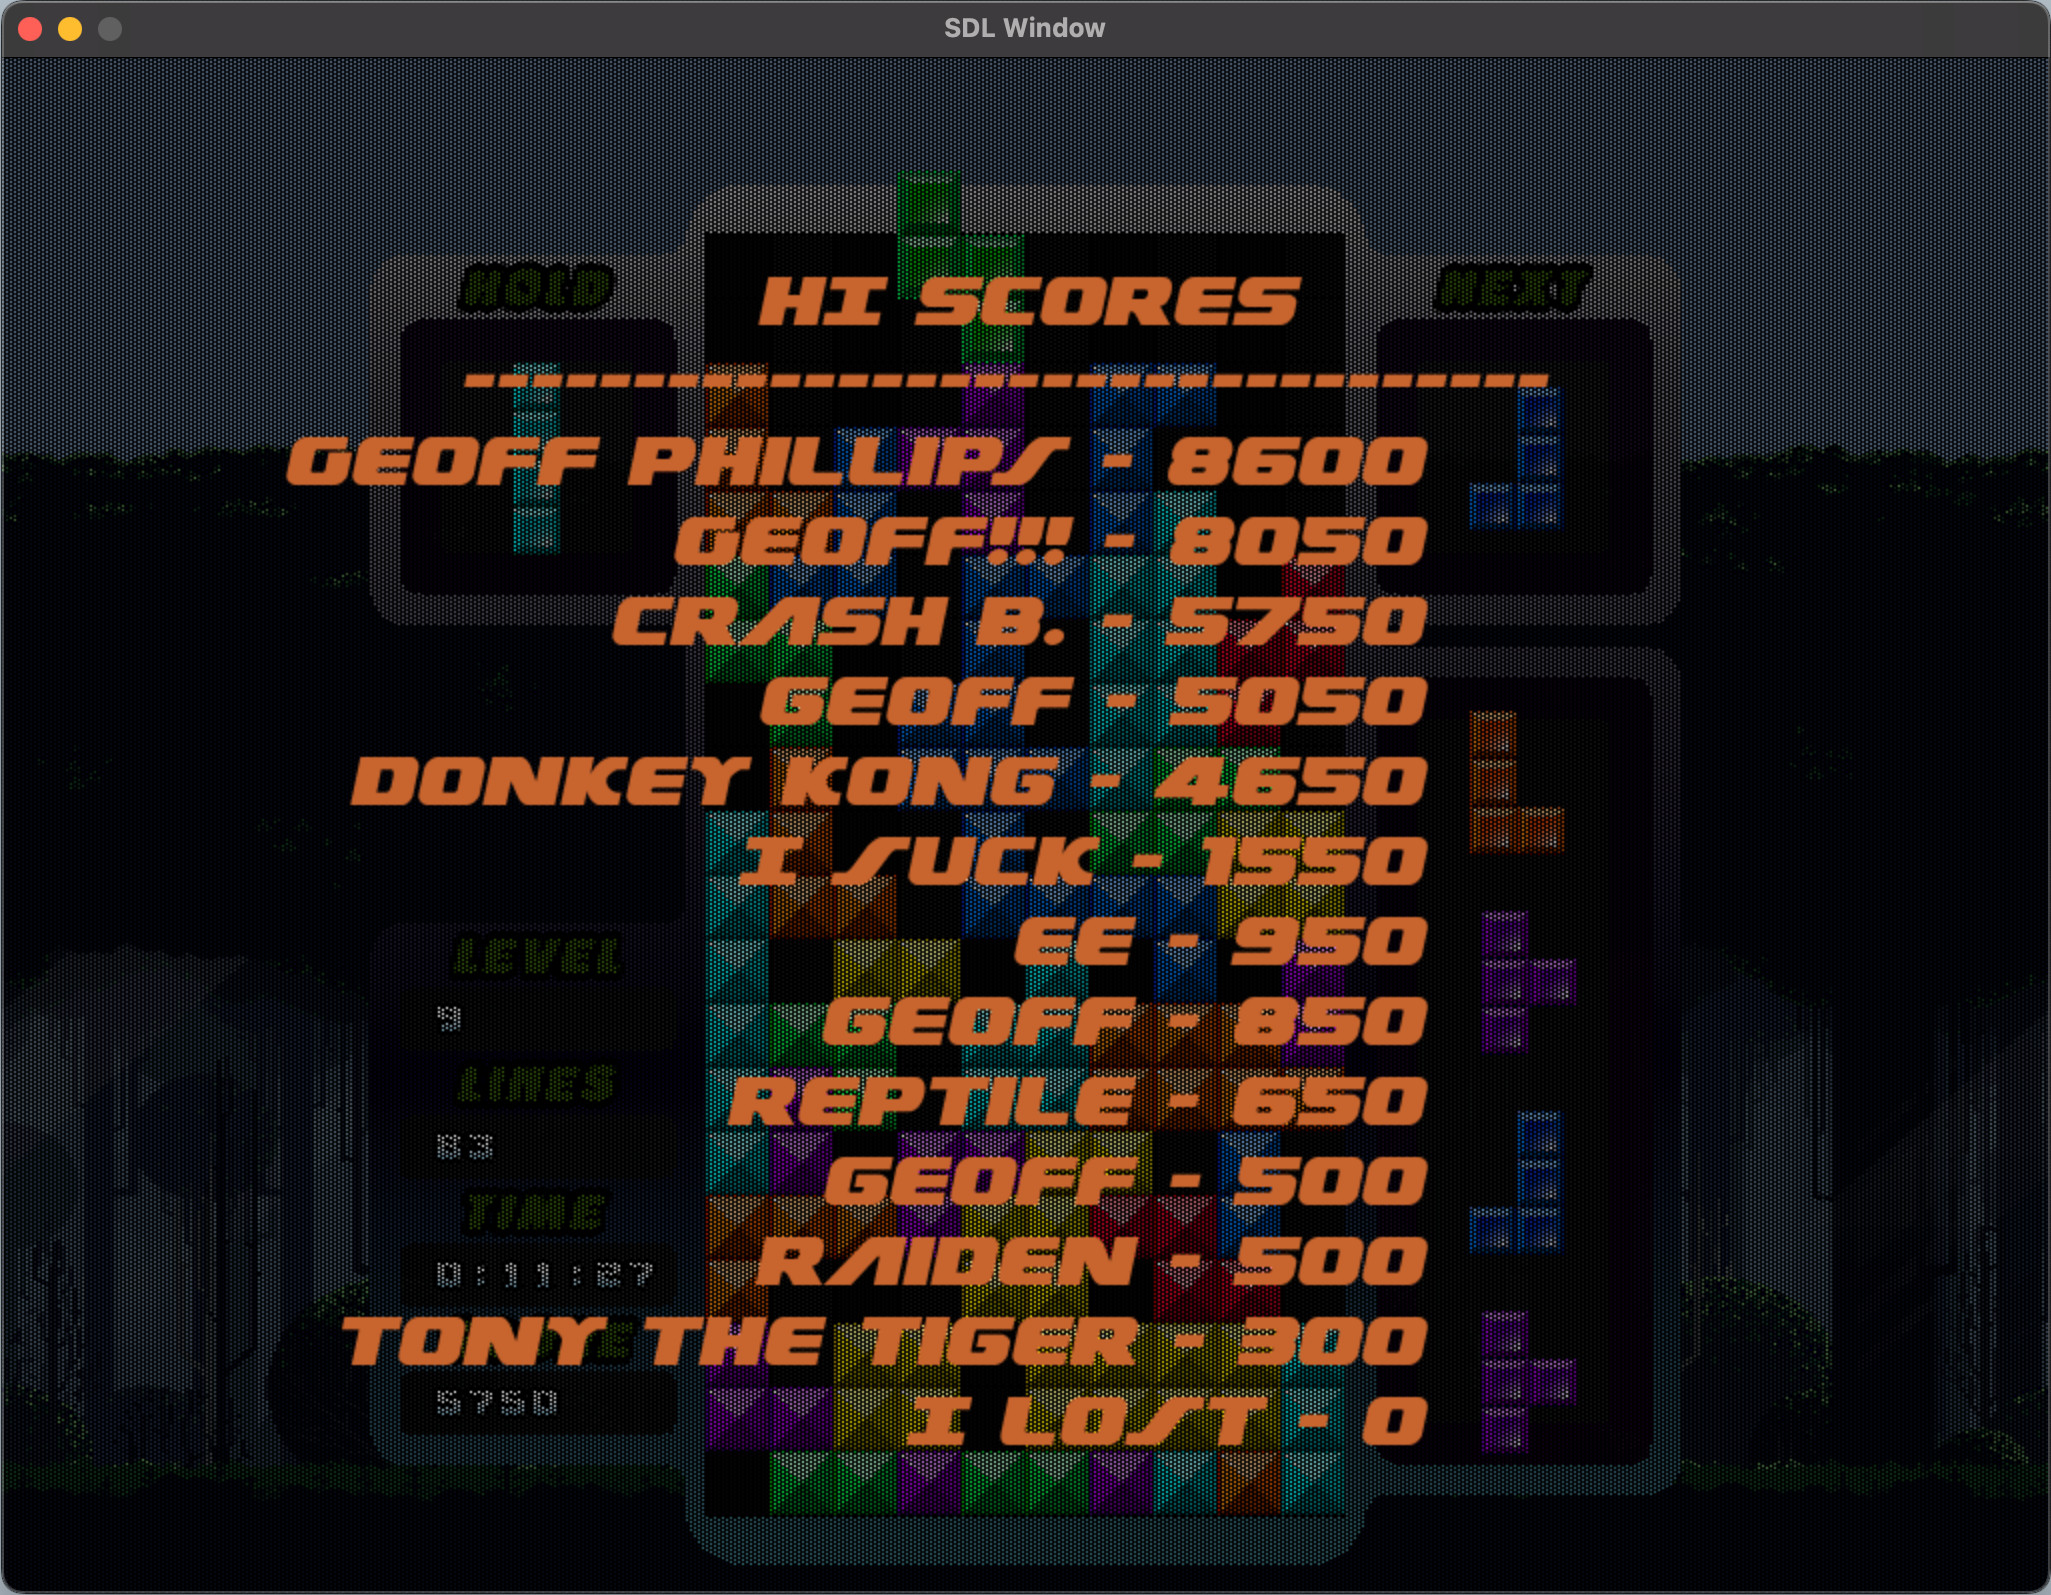 SDL Window
HOLD
NEXT
HI SCORES
--------------------------------
GEOFF PHILLIPS - 8600
GEOFF!!! - 8050
CRASH B. - 5750
GEOFF - 5050
DONKEY KONG - 4650
I SUCK - 1550
EE - 950
GEOFF - 850
REPTILE - 650
GEOFF - 500
RAIDEN - 500
TONY THE TIGER - 300
I LOST - 0
LEVEL
9
LINES
TIME
0:11:27
5750